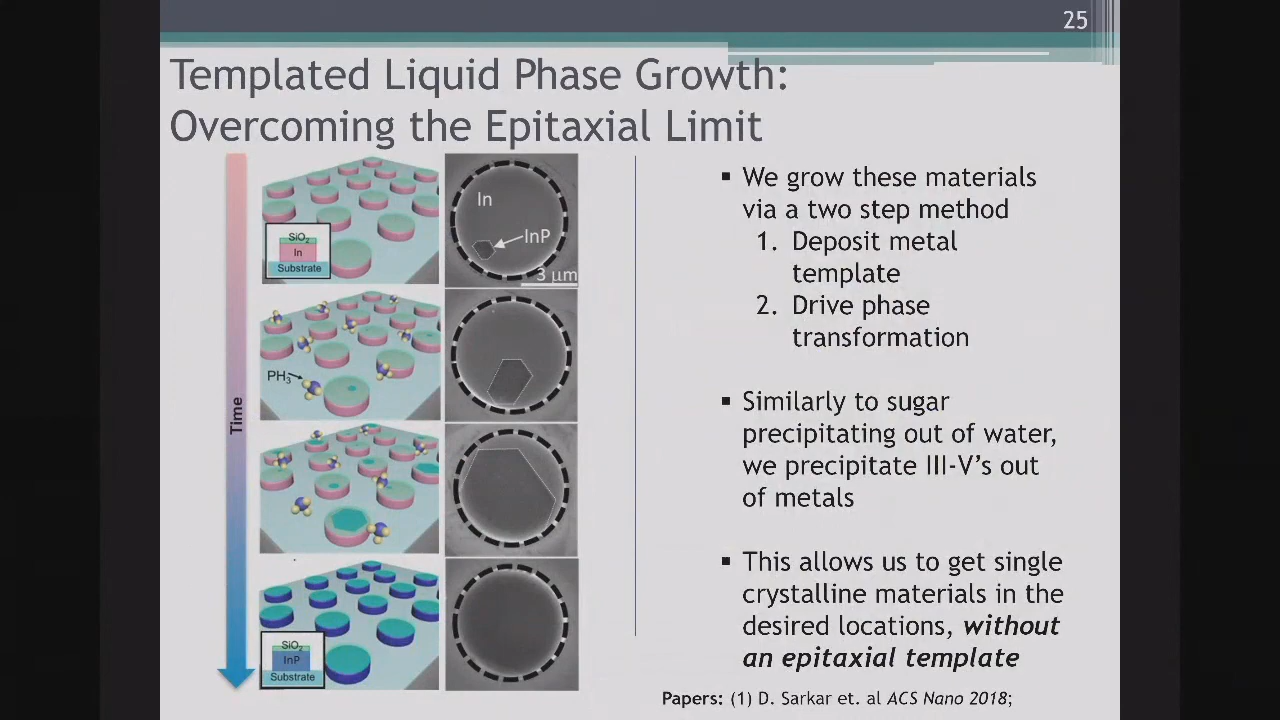 25
Templated Liquid Phase Growth:
Overcoming the Epitaxial Limit
Time
SiO2
In
Substrate
In
InP
3 μm
PH3
SiO2
InP
Substrate
▪ We grow these materials
via a two step method
1. Deposit metal
template
2. Drive phase
transformation
▪ Similarly to sugar
precipitating out of water,
we precipitate III-V’s out
of metals
▪ This allows us to get single
crystalline materials in the
desired locations, without
an epitaxial template
Papers: (1) D. Sarkar et. al ACS Nano 2018;